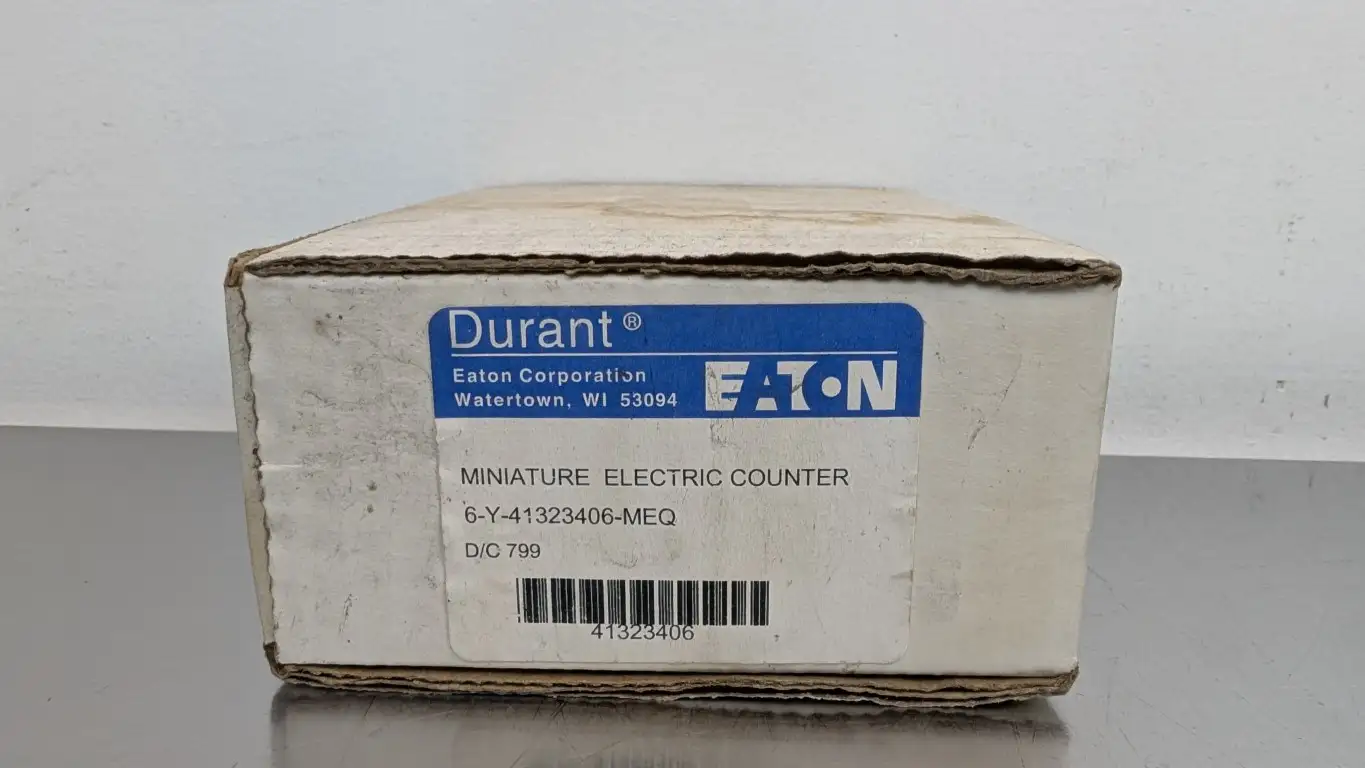 Durant ®
Eaton Corporation
Watertown, WI 53094
EATON
MINIATURE ELECTRIC COUNTER
6-Y-41323406-MEQ
D/C 799
41323406